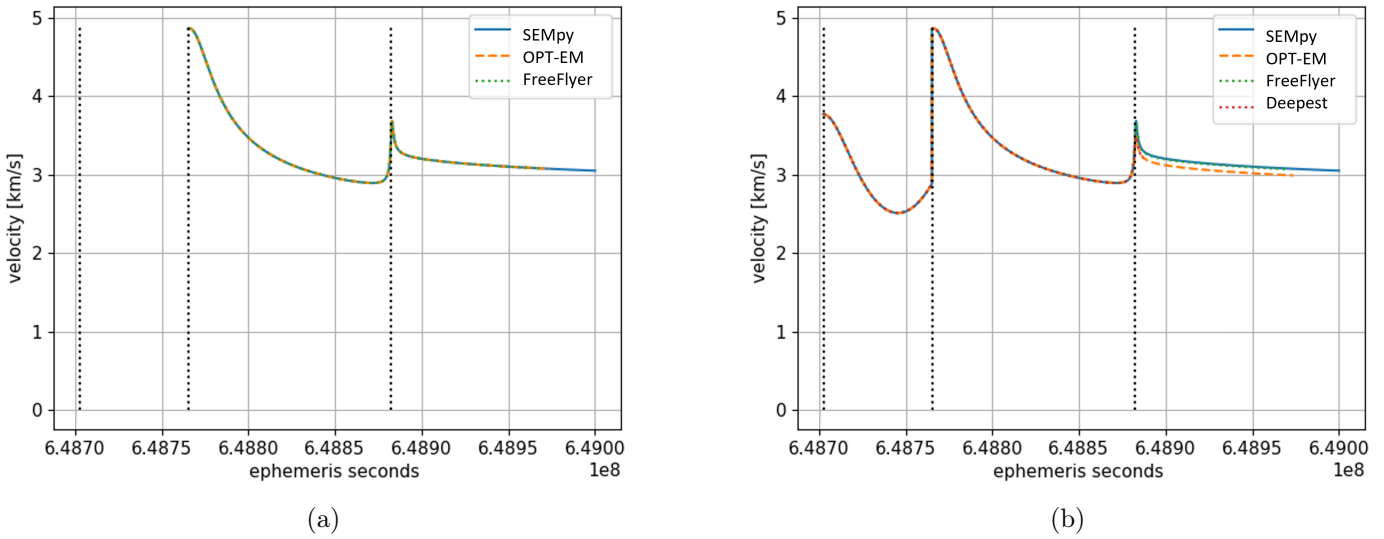 5
4
3
2
1
0
velocity [km/s]
SEMpy
OPT-EM
FreeFlyer
6.4870 6.4875 6.4880 6.4885 6.4890 6.4895 6.4900
ephemeris seconds
1e8
(a)
5
4
3
2
1
0
velocity [km/s]
SEMpy
OPT-EM
FreeFlyer
Deepest
6.4870 6.4875 6.4880 6.4885 6.4890 6.4895 6.4900
ephemeris seconds
1e8
(b)